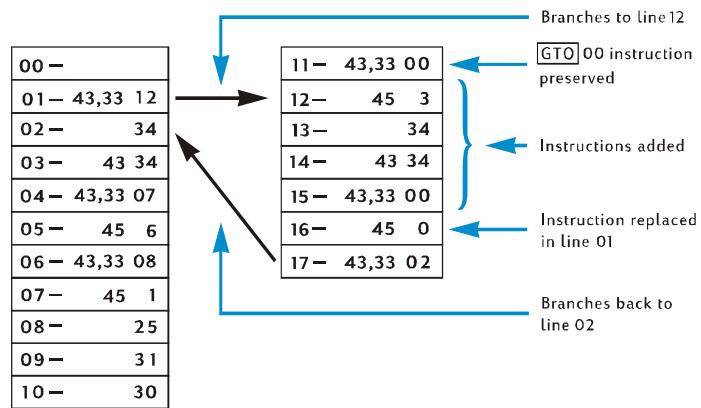 00 –
01 – 43,33 12
02 – 34
03 – 43 34
04 – 43,33 07
05 – 45 6
06 – 43,33 08
07 – 45 1
08 – 25
09 – 31
10 – 30
11 – 43,33 00
12 – 45 3
13 – 34
14 – 43 34
15 – 43,33 00
16 – 45 0
17 – 43,33 02
Branches to line 12
GTO 00 instruction
preserved
Instructions added
Instruction replaced
in line 01
Branches back to
line 02